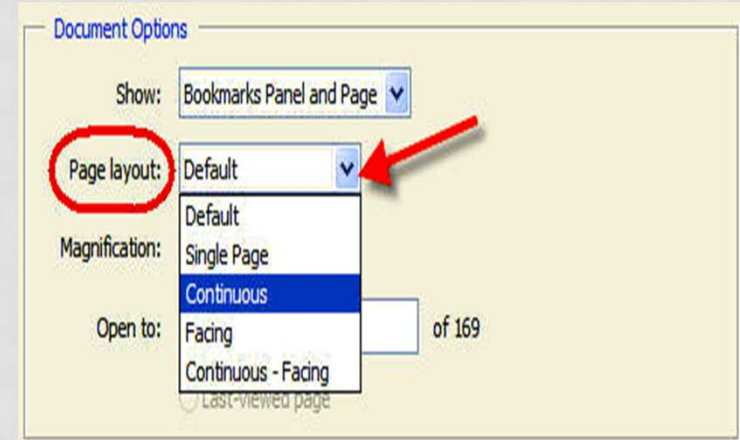 Document Options
Show: Bookmarks Panel and Page
Page layout: Default
Default
Magnification: Single Page
Continuous
Open to: Facing of 169
Continuous - Facing
Last-viewed page